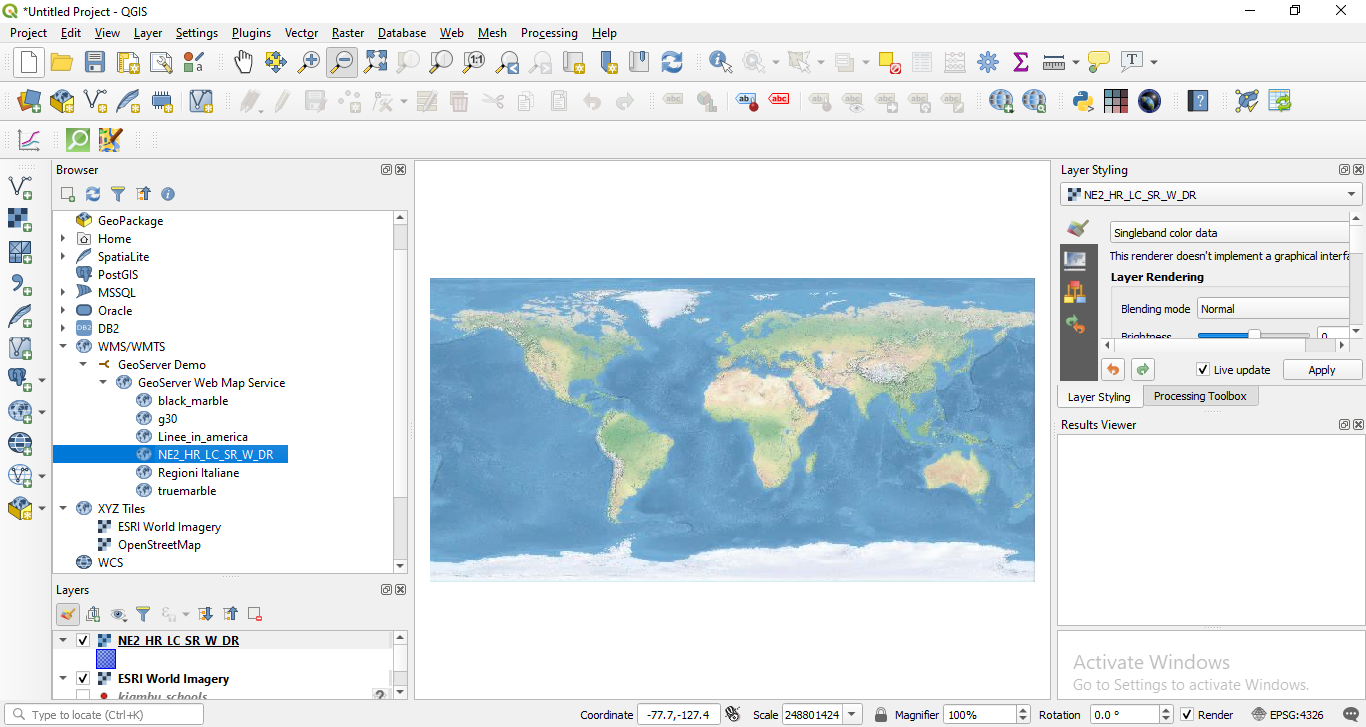 *Untitled Project - QGIS
Project Edit View Layer Settings Plugins Vector Raster Database Web Mesh Processing Help
Browser
GeoPackage
Home
SpatiaLite
PostGIS
MSSQL
Oracle
DB2 DB2
WMS/WMTS
GeoServer Demo
GeoServer Web Map Service
black_marble
g30
Linee_in_america
NE2_HR_LC_SR_W_DR
Regioni Italiane
truemarble
XYZ Tiles
ESRI World Imagery
OpenStreetMap
WCS
Layers
NE2_HR_LC_SR_W_DR
ESRI World Imagery
kiambu_schools
Layer Styling
NE2_HR_LC_SR_W_DR
Singleband color data
This renderer doesn't implement a graphical interfa
Layer Rendering
Blending mode Normal
Brightness 0
Live update Apply
Layer Styling Processing Toolbox
Results Viewer
Activate Windows
Go to Settings to activate Windows.
Type to locate (Ctrl+K) Coordinate -77.7,-127.4 Scale 248801424 Magnifier 100% Rotation 0.0 ° Render EPSG:4326